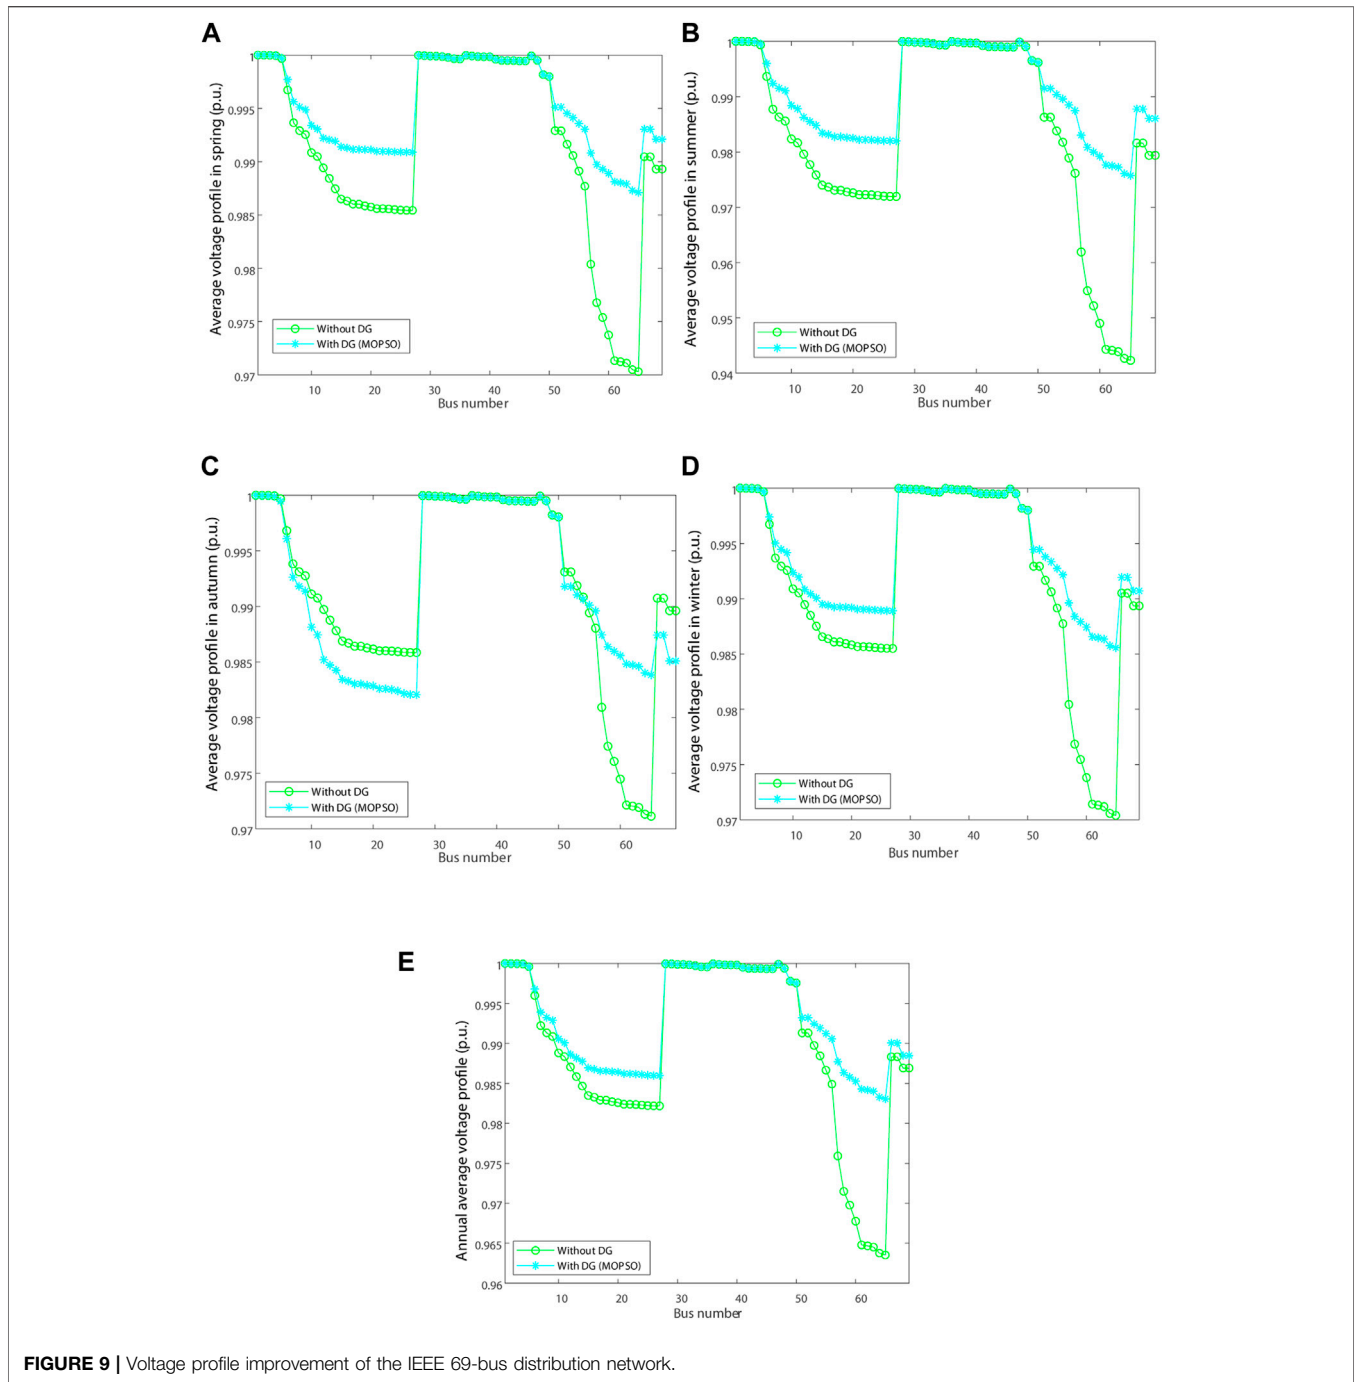 A
Average voltage profile in spring (p.u.)
1
0.995
0.99
0.985
0.98
0.975
0.97
10 20 30 40 50 60
Bus number
Without DG
With DG (MOPSO)
B
Average voltage profile in summer (p.u.)
1
0.99
0.98
0.97
0.96
0.95
0.94
10 20 30 40 50 60
Bus number
Without DG
With DG (MOPSO)
C
Average voltage profile in autumn (p.u.)
1
0.995
0.99
0.985
0.98
0.975
0.97
10 20 30 40 50 60
Bus number
Without DG
With DG (MOPSO)
D
Average voltage profile in winter (p.u.)
1
0.995
0.99
0.985
0.98
0.975
0.97
10 20 30 40 50 60
Bus number
Without DG
With DG (MOPSO)
E
Annual average voltage profile (p.u.)
1
0.995
0.99
0.985
0.98
0.975
0.97
0.965
0.96
10 20 30 40 50 60
Bus number
Without DG
With DG (MOPSO)
FIGURE 9 | Voltage profile improvement of the IEEE 69-bus distribution network.